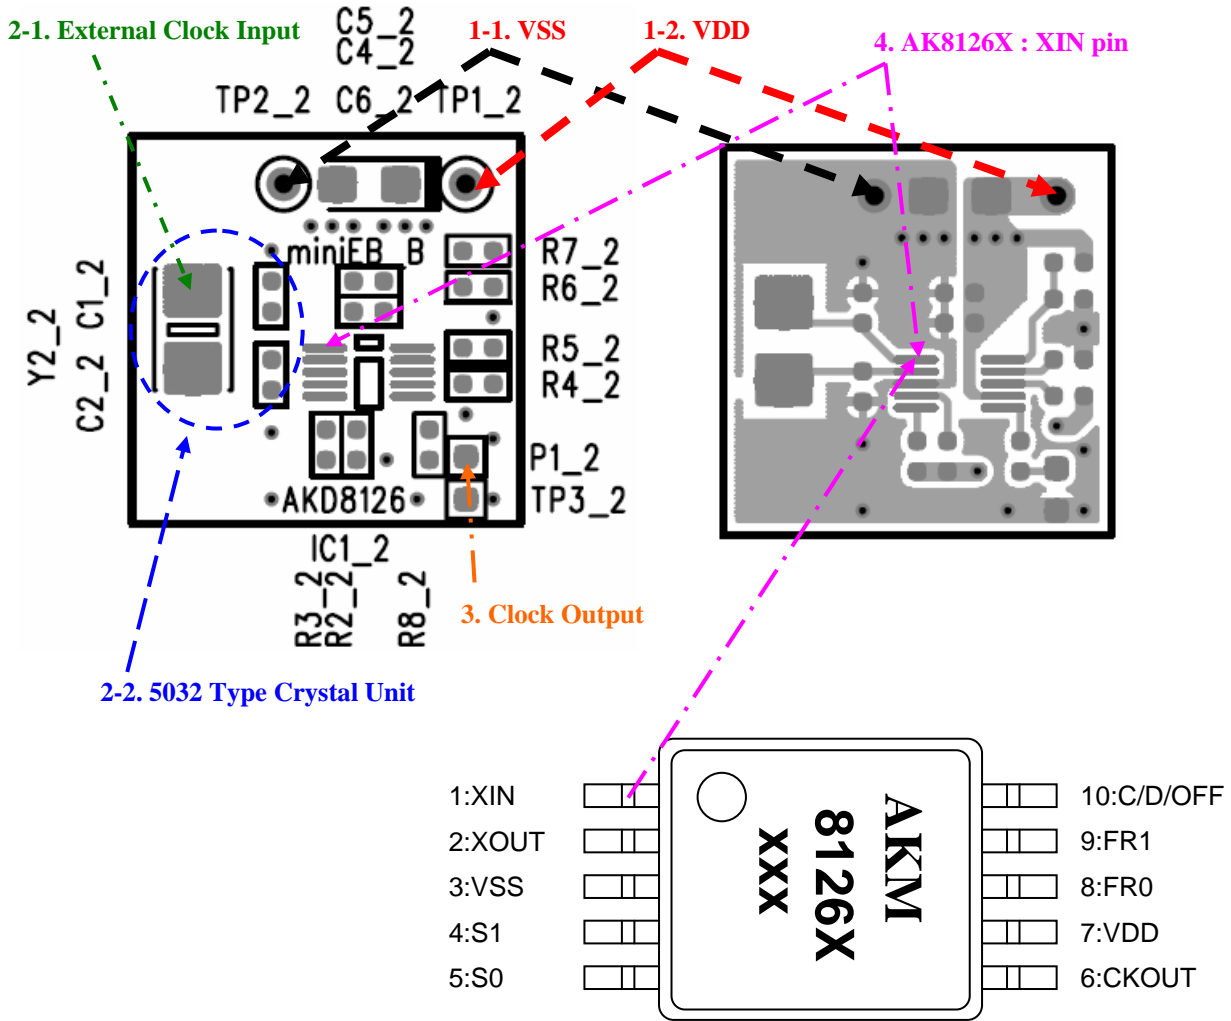 2-1. External Clock Input
C5_2
C4_2
1-1. VSS
1-2. VDD
4. AK8126X : XIN pin
TP2_2
C6_2
TP1_2
miniEB_B
R7_2
R6_2
R5_2
R4_2
Y2_2
C1_2
C2_2
P1_2
TP3_2
AKD8126
IC1_2
R3_2
R2_2
R8_2
3. Clock Output
2-2. 5032 Type Crystal Unit
1:XIN
2:XOUT
3:VSS
4:S1
5:S0
AKM
8126X
XXX
10:C/D/OFF
9:FR1
8:FR0
7:VDD
6:CKOUT